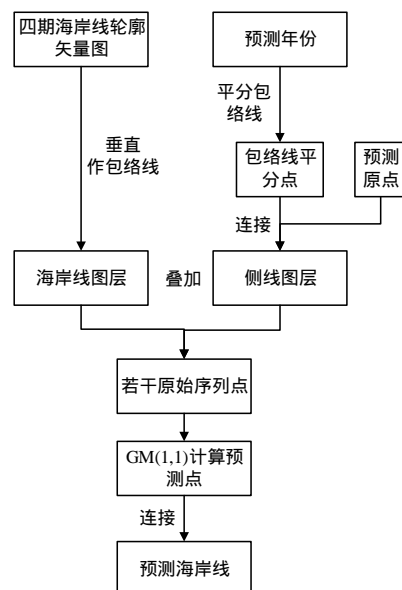 四期海岸线轮廓
矢量图
预测年份
平分包
络线
垂直
作包络线
包络线平
分点
预测
原点
连接
海岸线图层
叠加
侧线图层
若干原始序列点
GM(1,1)计算预
测点
连接
预测海岸线